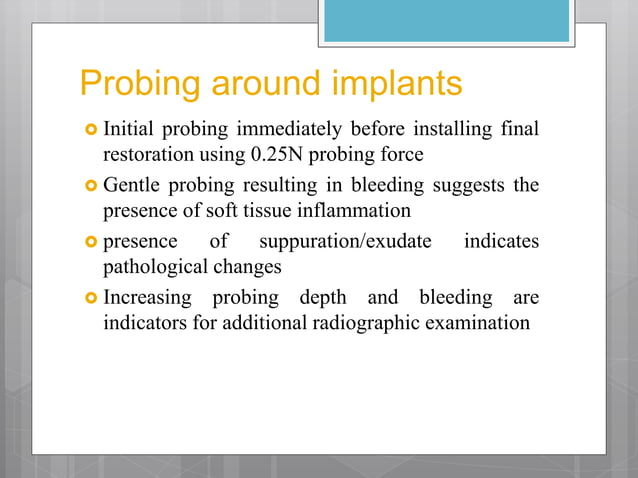 Probing around implants
Initial probing immediately before installing final
restoration using 0.25N probing force
Gentle probing resulting in bleeding suggests the
presence of soft tissue inflammation
presence of suppuration/exudate indicates
pathological changes
Increasing probing depth and bleeding are
indicators for additional radiographic examination